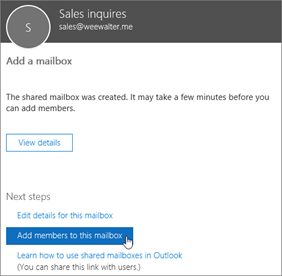 S
Sales inquires
sales@weewalter.me
Add a mailbox
The shared mailbox was created. It may take a few minutes before you
can add members.
View details
Next steps
Edit details for this mailbox
Add members to this mailbox
Learn how to use shared mailboxes in Outlook
(You can share this link with users.)